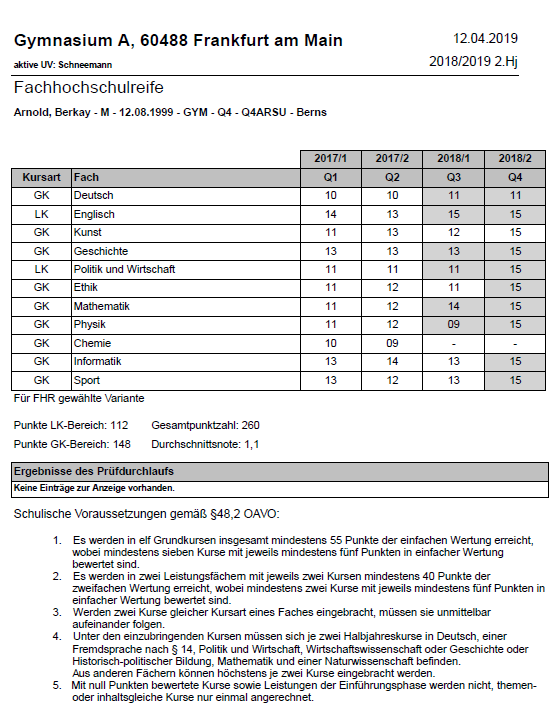 Gymnasium A, 60488 Frankfurt am Main 12.04.2019
aktive UV: Schneemann 2018/2019 2.Hj
Fachhochschulreife
Arnold, Berkay - M - 12.08.1999 - GYM - Q4 - Q4ARSU - Berns
2017/1 2017/2 2018/1 2018/2
Kursart Fach Q1 Q2 Q3 Q4
GK Deutsch 10 10 11 11
LK Englisch 14 13 15 15
GK Kunst 11 13 12 15
GK Geschichte 13 13 13 15
LK Politik und Wirtschaft 11 11 11 15
GK Ethik 11 12 11 15
GK Mathematik 11 12 14 15
GK Physik 11 12 09 15
GK Chemie 10 09 - -
GK Informatik 13 14 13 15
GK Sport 13 12 13 15
Für FHR gewählte Variante
Punkte LK-Bereich: 112 Gesamtpunktzahl: 260
Punkte GK-Bereich: 148 Durchschnittsnote: 1,1
Ergebnisse des Prüfdurchlaufs
Keine Einträge zur Anzeige vorhanden.
Schulische Voraussetzungen gemäß §48,2 OAVO:
1. Es werden in elf Grundkursen insgesamt mindestens 55 Punkte der einfachen Wertung erreicht,
wobei mindestens sieben Kurse mit jeweils mindestens fünf Punkten in einfacher Wertung
bewertet sind.
2. Es werden in zwei Leistungsfächern mit jeweils zwei Kursen mindestens 40 Punkte der
zweifachen Wertung erreicht, wobei mindestens zwei Kurse mit jeweils mindestens fünf Punkten in
einfacher Wertung bewertet sind.
3. Werden zwei Kurse gleicher Kursart eines Faches eingebracht, müssen sie unmittelbar
aufeinander folgen.
4. Unter den einzubringenden Kursen müssen sich je zwei Halbjahreskurse in Deutsch, einer
Fremdsprache nach § 14, Politik und Wirtschaft, Wirtschaftswissenschaft oder Geschichte oder
Historisch-politischer Bildung, Mathematik und einer Naturwissenschaft befinden.
Aus anderen Fächern können höchstens je zwei Kurse eingebracht werden.
5. Mit null Punkten bewertete Kurse sowie Leistungen der Einführungsphase werden nicht, themen-
oder inhaltsgleiche Kurse nur einmal angerechnet.